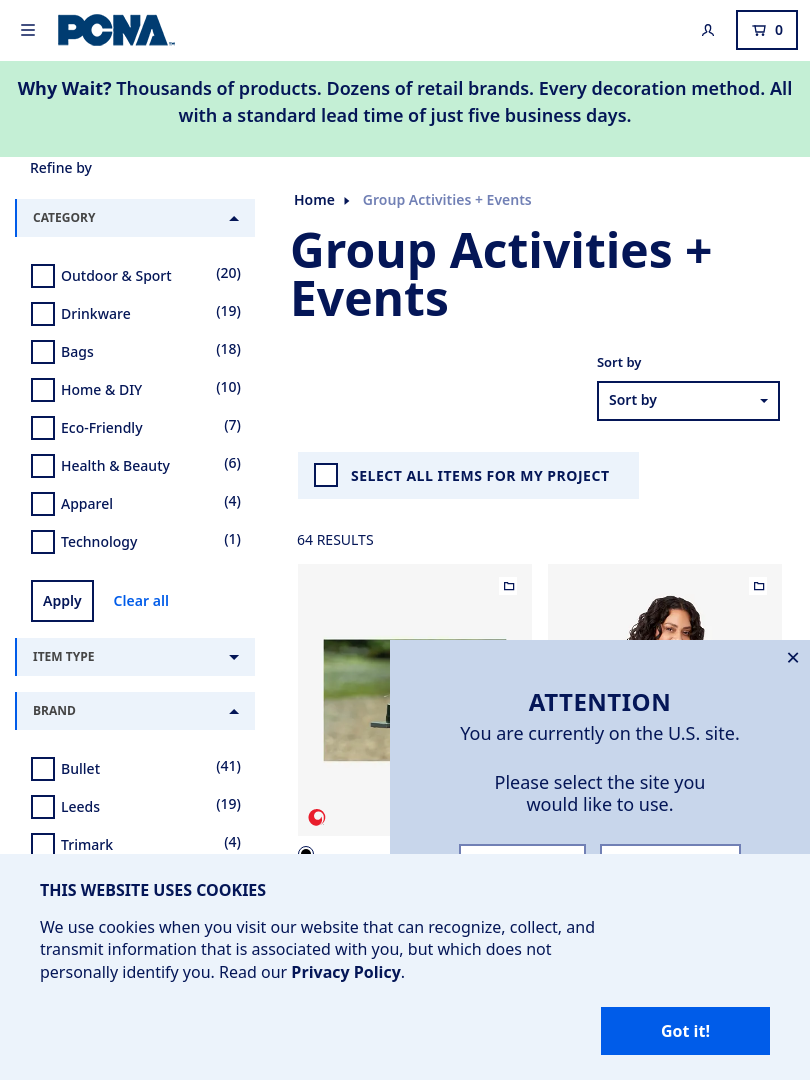 PCNA
0
Why Wait? Thousands of products. Dozens of retail brands. Every decoration method. All
with a standard lead time of just five business days.
Refine by
CATEGORY
Outdoor & Sport (20)
Drinkware (19)
Bags (18)
Home & DIY (10)
Eco-Friendly (7)
Health & Beauty (6)
Apparel (4)
Technology (1)
Apply Clear all
ITEM TYPE
BRAND
Bullet (41)
Leeds (19)
Trimark (4)
Home Group Activities + Events
Group Activities +
Events
Sort by
Sort by
SELECT ALL ITEMS FOR MY PROJECT
64 RESULTS
ATTENTION
You are currently on the U.S. site.
Please select the site you
would like to use.
THIS WEBSITE USES COOKIES
We use cookies when you visit our website that can recognize, collect, and
transmit information that is associated with you, but which does not
personally identify you. Read our Privacy Policy.
Got it!